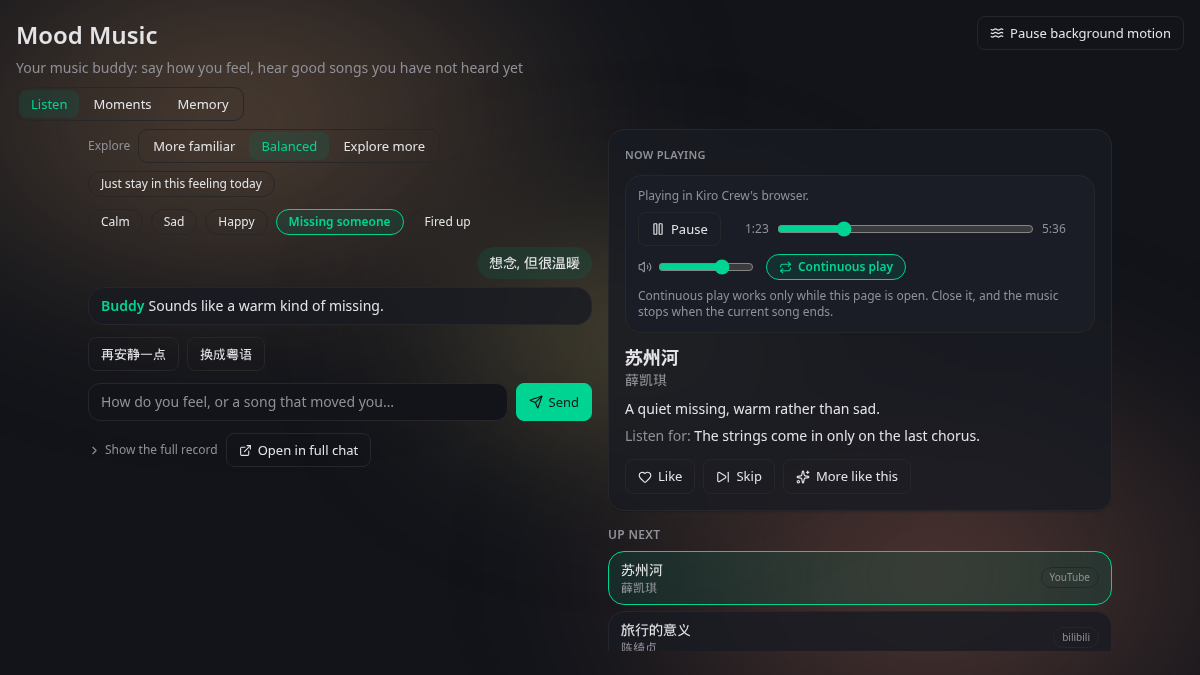 Mood Music
Pause background motion
Your music buddy: say how you feel, hear good songs you have not heard yet
Listen
Moments
Memory
Explore
More familiar
Balanced
Explore more
Just stay in this feeling today
Calm
Sad
Happy
Missing someone
Fired up
想念, 但很温暖
Buddy Sounds like a warm kind of missing.
再安静一点
换成粤语
How do you feel, or a song that moved you...
Send
Show the full record
Open in full chat
NOW PLAYING
Playing in Kiro Crew's browser.
Pause
1:23
5:36
Continuous play
Continuous play works only while this page is open. Close it, and the music
stops when the current song ends.
苏州河
薛凯琪
A quiet missing, warm rather than sad.
Listen for: The strings come in only on the last chorus.
Like
Skip
More like this
UP NEXT
苏州河
薛凯琪
YouTube
旅行的意义
陈绮贞
bilibili